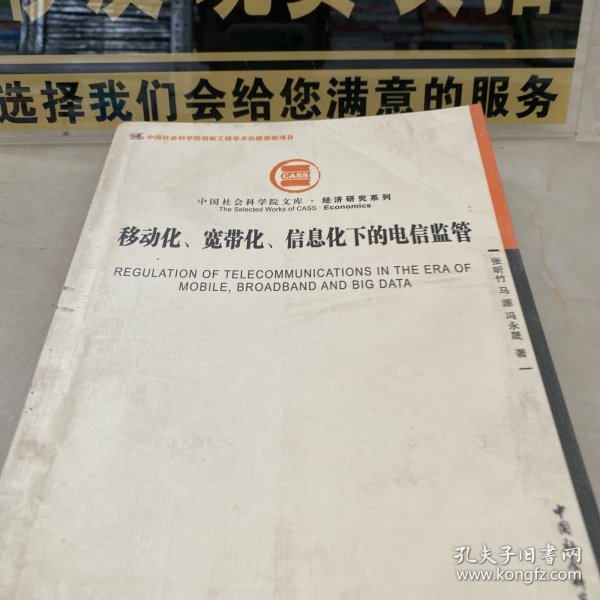 选择我们会给您满意的服务
中国社会科学院创新工程学术出版资助项目
CASS
中国社会科学院文库·经济研究系列
The Selected Works of CASS · Economics
移动化、宽带化、信息化下的电信监管
REGULATION OF TELECOMMUNICATIONS IN THE ERA OF
MOBILE, BROADBAND AND BIG DATA
张昕竹 马源 冯永晟 著
中国社会科
孔夫子旧书网
www.kongfz.com